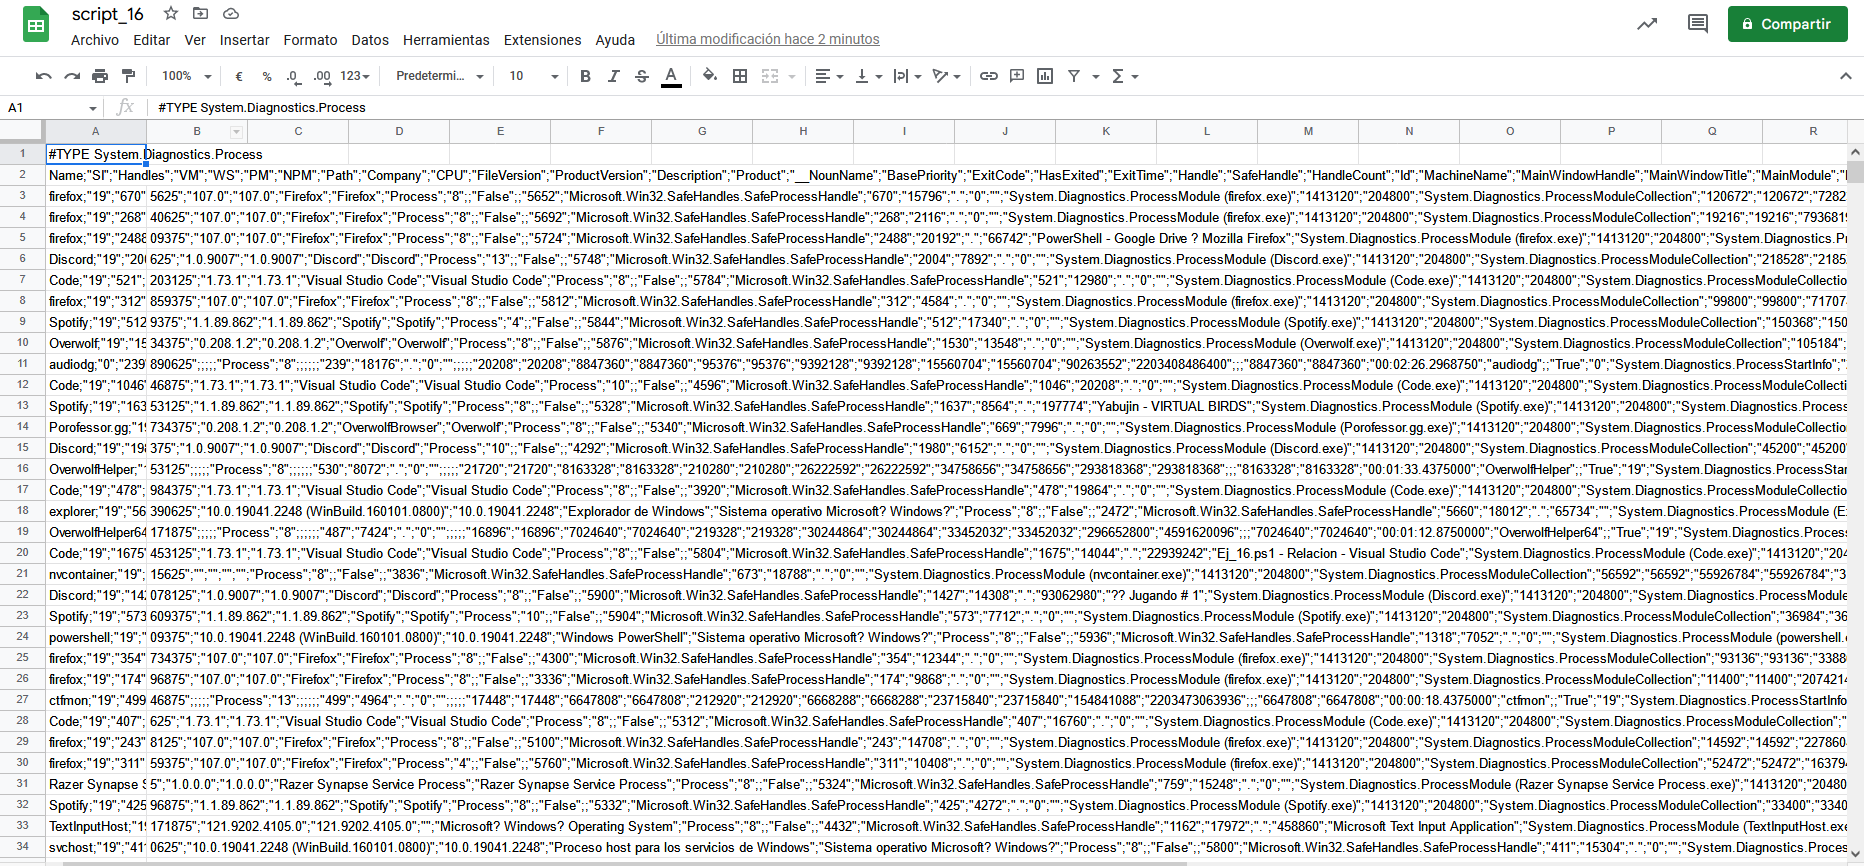 script_16
Archivo Editar Ver Insertar Formato Datos Herramientas Extensiones Ayuda Última modificación hace 2 minutos
Compartir
100% € % .0 .00 123 Predetermi... 10 B I S A
A1 fx #TYPE System.Diagnostics.Process
A B C D E F G H I J K L M N O P Q R
1 #TYPE System.Diagnostics.Process
2 Name;"SI";"Handles";"VM";"WS";"PM";"NPM";"Path";"Company";"CPU";"FileVersion";"ProductVersion";"Description";"Product";"__NounName";"BasePriority";"ExitCode";"HasExited";"ExitTime";"Handle";"SafeHandle";"HandleCount";"Id";"MachineName";"MainWindowHandle";"MainWindowTitle";"MainModule";"
3 firefox;"19";"670" 5625";"107.0";"107.0";"Firefox";"Firefox";"Process";"8";;"False";;"5652";"Microsoft.Win32.SafeHandles.SafeProcessHandle";"670";"15796";".";"0";"";"System.Diagnostics.ProcessModule (firefox.exe)";"1413120";"204800";"System.Diagnostics.ProcessModuleCollection";"120672";"120672";"7282
4 firefox;"19";"268" 40625";"107.0";"107.0";"Firefox";"Firefox";"Process";"8";;"False";;"5692";"Microsoft.Win32.SafeHandles.SafeProcessHandle";"268";"2116";".";"0";"";"System.Diagnostics.ProcessModule (firefox.exe)";"1413120";"204800";"System.Diagnostics.ProcessModuleCollection";"19216";"19216";"793681
5 firefox;"19";"2488 09375";"107.0";"107.0";"Firefox";"Firefox";"Process";"8";;"False";;"5724";"Microsoft.Win32.SafeHandles.SafeProcessHandle";"2488";"20192";".";"66742";"PowerShell - Google Drive ? Mozilla Firefox";"System.Diagnostics.ProcessModule (firefox.exe)";"1413120";"204800";"System.Diagnostics.P
6 Discord;"19";"200 625";"1.0.9007";"1.0.9007";"Discord";"Discord";"Process";"13";;"False";;"5748";"Microsoft.Win32.SafeHandles.SafeProcessHandle";"2004";"7892";".";"0";"";"System.Diagnostics.ProcessModule (Discord.exe)";"1413120";"204800";"System.Diagnostics.ProcessModuleCollection";"218528";"2185
7 Code;"19";"521"; 203125";"1.73.1";"1.73.1";"Visual Studio Code";"Visual Studio Code";"Process";"8";;"False";;"5784";"Microsoft.Win32.SafeHandles.SafeProcessHandle";"521";"12980";".";"0";"";"System.Diagnostics.ProcessModule (Code.exe)";"1413120";"204800";"System.Diagnostics.ProcessModuleCollectio
8 firefox;"19";"312" 859375";"107.0";"107.0";"Firefox";"Firefox";"Process";"8";;"False";;"5812";"Microsoft.Win32.SafeHandles.SafeProcessHandle";"312";"4584";".";"0";"";"System.Diagnostics.ProcessModule (firefox.exe)";"1413120";"204800";"System.Diagnostics.ProcessModuleCollection";"99800";"99800";"71707
9 Spotify;"19";"512 9375";"1.1.89.862";"1.1.89.862";"Spotify";"Spotify";"Process";"4";;"False";;"5844";"Microsoft.Win32.SafeHandles.SafeProcessHandle";"512";"17340";".";"0";"";"System.Diagnostics.ProcessModule (Spotify.exe)";"1413120";"204800";"System.Diagnostics.ProcessModuleCollection";"150368";"150
10 Overwolf;"19";"15 34375";"0.208.1.2";"0.208.1.2";"Overwolf";"Overwolf";"Process";"8";;"False";;"5876";"Microsoft.Win32.SafeHandles.SafeProcessHandle";"1530";"13548";".";"0";"";"System.Diagnostics.ProcessModule (Overwolf.exe)";"1413120";"204800";"System.Diagnostics.ProcessModuleCollection";"105184";
11 audiodg;"0";"239 890625";;;;;"Process";"8";;;;;;"239";"18176";".";"0";"";;;;;"20208";"20208";"8847360";"8847360";"95376";"95376";"9392128";"9392128";"15560704";"15560704";"90263552";"2203408486400";;;"8847360";"8847360";"00:02:26.2968750";"audiodg";;"True";"0";"System.Diagnostics.ProcessStartInfo";"
12 Code;"19";"1046" 46875";"1.73.1";"1.73.1";"Visual Studio Code";"Visual Studio Code";"Process";"10";;"False";;"4596";"Microsoft.Win32.SafeHandles.SafeProcessHandle";"1046";"20208";".";"0";"";"System.Diagnostics.ProcessModule (Code.exe)";"1413120";"204800";"System.Diagnostics.ProcessModuleCollecti
13 Spotify;"19";"163 53125";"1.1.89.862";"1.1.89.862";"Spotify";"Spotify";"Process";"8";;"False";;"5328";"Microsoft.Win32.SafeHandles.SafeProcessHandle";"1637";"8564";".";"197774";"Yabujin - VIRTUAL BIRDS";"System.Diagnostics.ProcessModule (Spotify.exe)";"1413120";"204800";"System.Diagnostics.Process
14 Porofessor.gg;"1 734375";"0.208.1.2";"0.208.1.2";"OverwolfBrowser";"Overwolf";"Process";"8";;"False";;"5340";"Microsoft.Win32.SafeHandles.SafeProcessHandle";"669";"7996";".";"0";"";"System.Diagnostics.ProcessModule (Porofessor.gg.exe)";"1413120";"204800";"System.Diagnostics.ProcessModuleCollectio
15 Discord;"19";"198 375";"1.0.9007";"1.0.9007";"Discord";"Discord";"Process";"10";;"False";;"4292";"Microsoft.Win32.SafeHandles.SafeProcessHandle";"1980";"6152";".";"0";"";"System.Diagnostics.ProcessModule (Discord.exe)";"1413120";"204800";"System.Diagnostics.ProcessModuleCollection";"45200";"45200
16 OverwolfHelper;" 53125";;;;;"Process";"8";;;;;;"530";"8072";".";"0";"";;;;;"21720";"21720";"8163328";"8163328";"210280";"210280";"26222592";"26222592";"34758656";"34758656";"293818368";"293818368";;;"8163328";"8163328";"00:01:33.4375000";"OverwolfHelper";;"True";"19";"System.Diagnostics.ProcessStar
17 Code;"19";"478"; 984375";"1.73.1";"1.73.1";"Visual Studio Code";"Visual Studio Code";"Process";"8";;"False";;"3920";"Microsoft.Win32.SafeHandles.SafeProcessHandle";"478";"19864";".";"0";"";"System.Diagnostics.ProcessModule (Code.exe)";"1413120";"204800";"System.Diagnostics.ProcessModuleCollectio
18 explorer;"19";"56 390625";"10.0.19041.2248 (WinBuild.160101.0800)";"10.0.19041.2248";"Explorador de Windows";"Sistema operativo Microsoft? Windows?";"Process";"8";;"False";;"2472";"Microsoft.Win32.SafeHandles.SafeProcessHandle";"5660";"18012";".";"65734";"";"System.Diagnostics.ProcessModule (E
19 OverwolfHelper64 171875";;;;;"Process";"8";;;;;;"487";"7424";".";"0";"";;;;;"16896";"16896";"7024640";"7024640";"219328";"219328";"30244864";"30244864";"33452032";"33452032";"296652800";"4591620096";;;"7024640";"7024640";"00:01:12.8750000";"OverwolfHelper64";;"True";"19";"System.Diagnostics.Process
20 Code;"19";"1675" 453125";"1.73.1";"1.73.1";"Visual Studio Code";"Visual Studio Code";"Process";"8";;"False";;"5804";"Microsoft.Win32.SafeHandles.SafeProcessHandle";"1675";"14044";".";"22939242";"Ej_16.ps1 - Relacion - Visual Studio Code";"System.Diagnostics.ProcessModule (Code.exe)";"1413120";"204
21 nvcontainer;"19"; 15625";"";"";"";"";"Process";"8";;"False";;"3836";"Microsoft.Win32.SafeHandles.SafeProcessHandle";"673";"18788";".";"0";"";"System.Diagnostics.ProcessModule (nvcontainer.exe)";"1413120";"204800";"System.Diagnostics.ProcessModuleCollection";"56592";"56592";"55926784";"55926784";"3
22 Discord;"19";"142 078125";"1.0.9007";"1.0.9007";"Discord";"Discord";"Process";"8";;"False";;"5900";"Microsoft.Win32.SafeHandles.SafeProcessHandle";"1427";"14308";".";"93062980";"?? Jugando # 1";"System.Diagnostics.ProcessModule (Discord.exe)";"1413120";"204800";"System.Diagnostics.ProcessModule
23 Spotify;"19";"573 609375";"1.1.89.862";"1.1.89.862";"Spotify";"Spotify";"Process";"10";;"False";;"5904";"Microsoft.Win32.SafeHandles.SafeProcessHandle";"573";"7712";".";"0";"";"System.Diagnostics.ProcessModule (Spotify.exe)";"1413120";"204800";"System.Diagnostics.ProcessModuleCollection";"36984";"36
24 powershell;"19";" 09375";"10.0.19041.2248 (WinBuild.160101.0800)";"10.0.19041.2248";"Windows PowerShell";"Sistema operativo Microsoft? Windows?";"Process";"8";;"False";;"5936";"Microsoft.Win32.SafeHandles.SafeProcessHandle";"1318";"7052";".";"0";"";"System.Diagnostics.ProcessModule (powershell.
25 firefox;"19";"354" 734375";"107.0";"107.0";"Firefox";"Firefox";"Process";"8";;"False";;"4300";"Microsoft.Win32.SafeHandles.SafeProcessHandle";"354";"12344";".";"0";"";"System.Diagnostics.ProcessModule (firefox.exe)";"1413120";"204800";"System.Diagnostics.ProcessModuleCollection";"93136";"93136";"3388
26 firefox;"19";"174" 96875";"107.0";"107.0";"Firefox";"Firefox";"Process";"8";;"False";;"3336";"Microsoft.Win32.SafeHandles.SafeProcessHandle";"174";"9868";".";"0";"";"System.Diagnostics.ProcessModule (firefox.exe)";"1413120";"204800";"System.Diagnostics.ProcessModuleCollection";"11400";"11400";"207421
27 ctfmon;"19";"499 46875";;;;;"Process";"13";;;;;;"499";"4964";".";"0";"";;;;;"17448";"17448";"6647808";"6647808";"212920";"212920";"6668288";"6668288";"23715840";"23715840";"154841088";"2203473063936";;;"6647808";"6647808";"00:00:18.4375000";"ctfmon";;"True";"19";"System.Diagnostics.ProcessStartInfo
28 Code;"19";"407"; 625";"1.73.1";"1.73.1";"Visual Studio Code";"Visual Studio Code";"Process";"8";;"False";;"5312";"Microsoft.Win32.SafeHandles.SafeProcessHandle";"407";"16760";".";"0";"";"System.Diagnostics.ProcessModule (Code.exe)";"1413120";"204800";"System.Diagnostics.ProcessModuleCollection";"
29 firefox;"19";"243" 8125";"107.0";"107.0";"Firefox";"Firefox";"Process";"8";;"False";;"5100";"Microsoft.Win32.SafeHandles.SafeProcessHandle";"243";"14708";".";"0";"";"System.Diagnostics.ProcessModule (firefox.exe)";"1413120";"204800";"System.Diagnostics.ProcessModuleCollection";"14592";"14592";"227860
30 firefox;"19";"311" 59375";"107.0";"107.0";"Firefox";"Firefox";"Process";"4";;"False";;"5760";"Microsoft.Win32.SafeHandles.SafeProcessHandle";"311";"10408";".";"0";"";"System.Diagnostics.ProcessModule (firefox.exe)";"1413120";"204800";"System.Diagnostics.ProcessModuleCollection";"52472";"52472";"16379
31 Razer Synapse S 5";"1.0.0.0";"1.0.0.0";"Razer Synapse Service Process";"Razer Synapse Service Process";"Process";"8";;"False";;"5324";"Microsoft.Win32.SafeHandles.SafeProcessHandle";"759";"15248";".";"0";"";"System.Diagnostics.ProcessModule (Razer Synapse Service Process.exe)";"1413120";"20480
32 Spotify;"19";"425 96875";"1.1.89.862";"1.1.89.862";"Spotify";"Spotify";"Process";"8";;"False";;"5332";"Microsoft.Win32.SafeHandles.SafeProcessHandle";"425";"4272";".";"0";"";"System.Diagnostics.ProcessModule (Spotify.exe)";"1413120";"204800";"System.Diagnostics.ProcessModuleCollection";"33400";"3340
33 TextInputHost;"1 171875";"121.9202.4105.0";"121.9202.4105.0";"";"Microsoft? Windows? Operating System";"Process";"8";;"False";;"4432";"Microsoft.Win32.SafeHandles.SafeProcessHandle";"1162";"17972";".";"458860";"Microsoft Text Input Application";"System.Diagnostics.ProcessModule (TextInputHost.exe
34 svchost;"19";"411 0625";"10.0.19041.2248 (WinBuild.160101.0800)";"10.0.19041.2248";"Proceso host para los servicios de Windows";"Sistema operativo Microsoft? Windows?";"Process";"8";;"False";;"5800";"Microsoft.Win32.SafeHandles.SafeProcessHandle";"411";"15304";".";"0";"";"System.Diagnostics.Proces